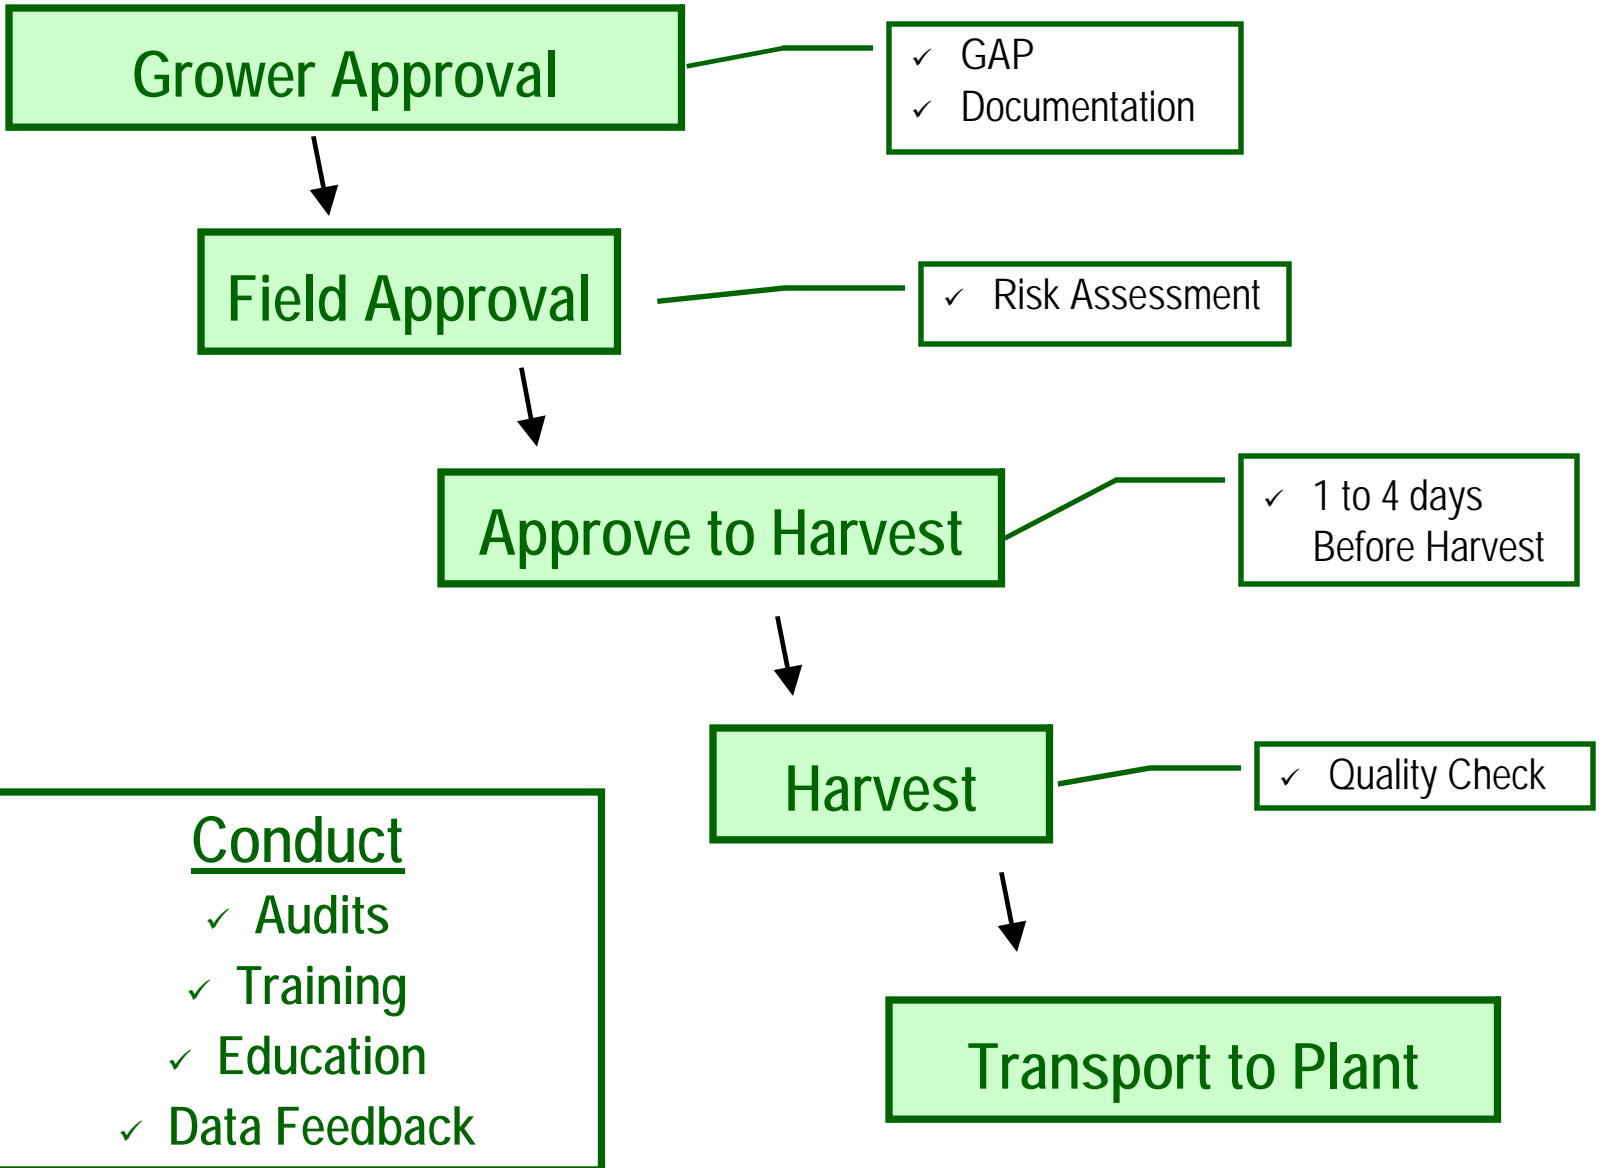 Grower Approval
✓ GAP
✓ Documentation
Field Approval
✓ Risk Assessment
Approve to Harvest
✓ 1 to 4 days
Before Harvest
Harvest
✓ Quality Check
Conduct
✓ Audits
✓ Training
✓ Education
✓ Data Feedback
Transport to Plant